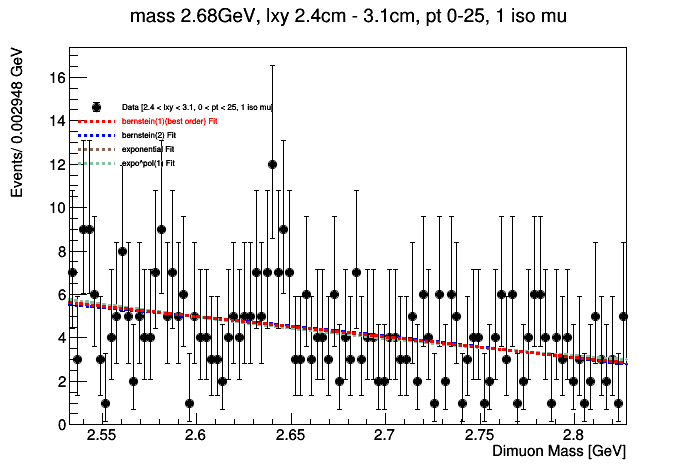 mass 2.68GeV, lxy 2.4cm - 3.1cm, pt 0-25, 1 iso mu
Events/ 0.002948 GeV
16
14
12
10
8
6
4
2
0
Data [2.4 < lxy < 3.1, 0 < pt < 25, 1 iso mu]
bernstein(1)(best order) Fit
bernstein(2) Fit
exponential Fit
expo*pol(1) Fit
2.55 2.6 2.65 2.7 2.75 2.8
Dimuon Mass [GeV]